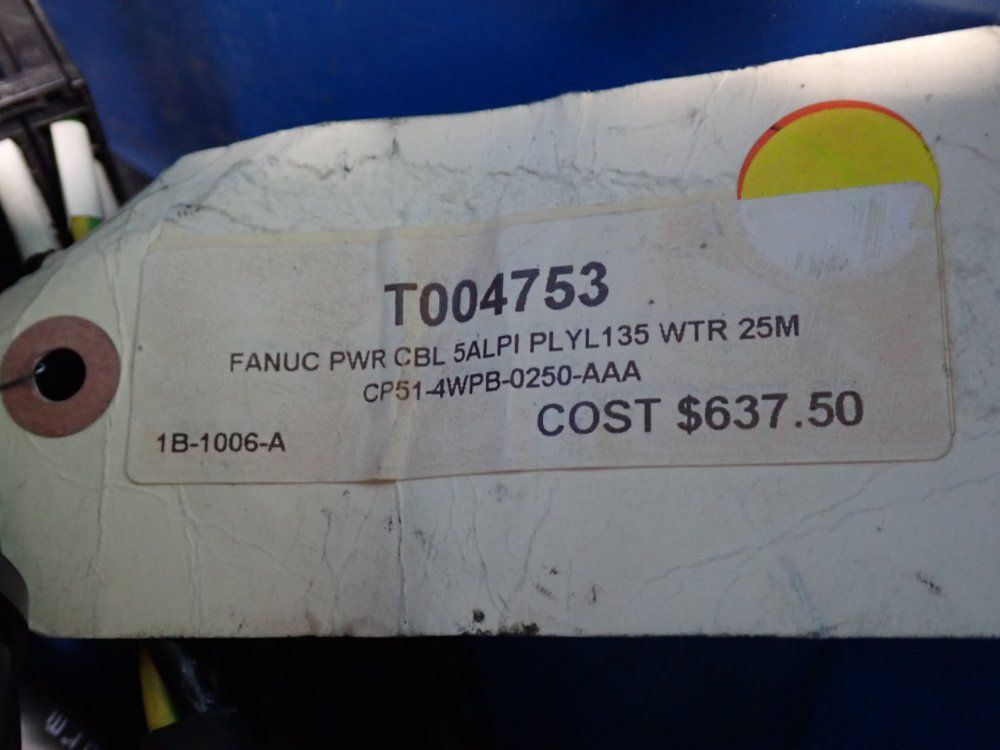 T004753
FANUC PWR CBL 5ALPI PLYL135 WTR 25M
CP51-4WPB-0250-AAA
COST $637.50
1B-1006-A